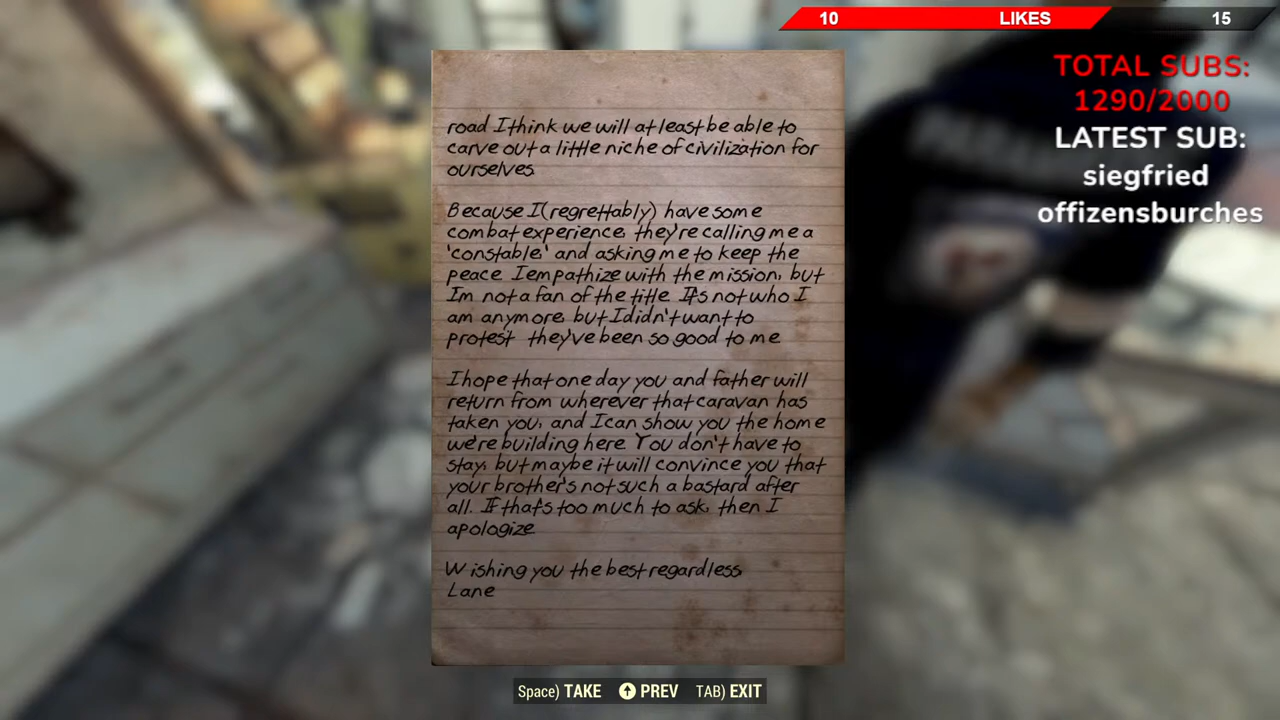 10 LIKES 15
TOTAL SUBS:
1290/2000
LATEST SUB:
siegfried
offizensburches
road I think we will at least be able to
carve out a little niche of civilization for
ourselves.
Because I (regrettably) have some
combat experience, they're calling me a
'constable,' and asking me to keep the
peace. I empathize with the mission, but
I'm not a fan of the title. It's not who I
am anymore, but I didn't want to
protest they've been so good to me.
I hope that one day you and father will
return from wherever that caravan has
taken you, and I can show you the home
we're building here. You don't have to
stay, but maybe it will convince you that
your brother's not such a bastard after
all. If that's too much to ask, then I
apologize.
Wishing you the best regardless,
Lane
Space) TAKE PREV TAB) EXIT